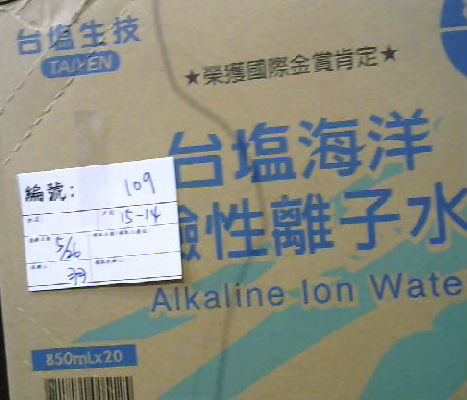 台塩生技
TAIYEN
★榮獲國際金賞肯定★
台塩海洋
鹼性離子水
Alkaline Ion Wate
編號: 109
15-14
5/26
850mLx20